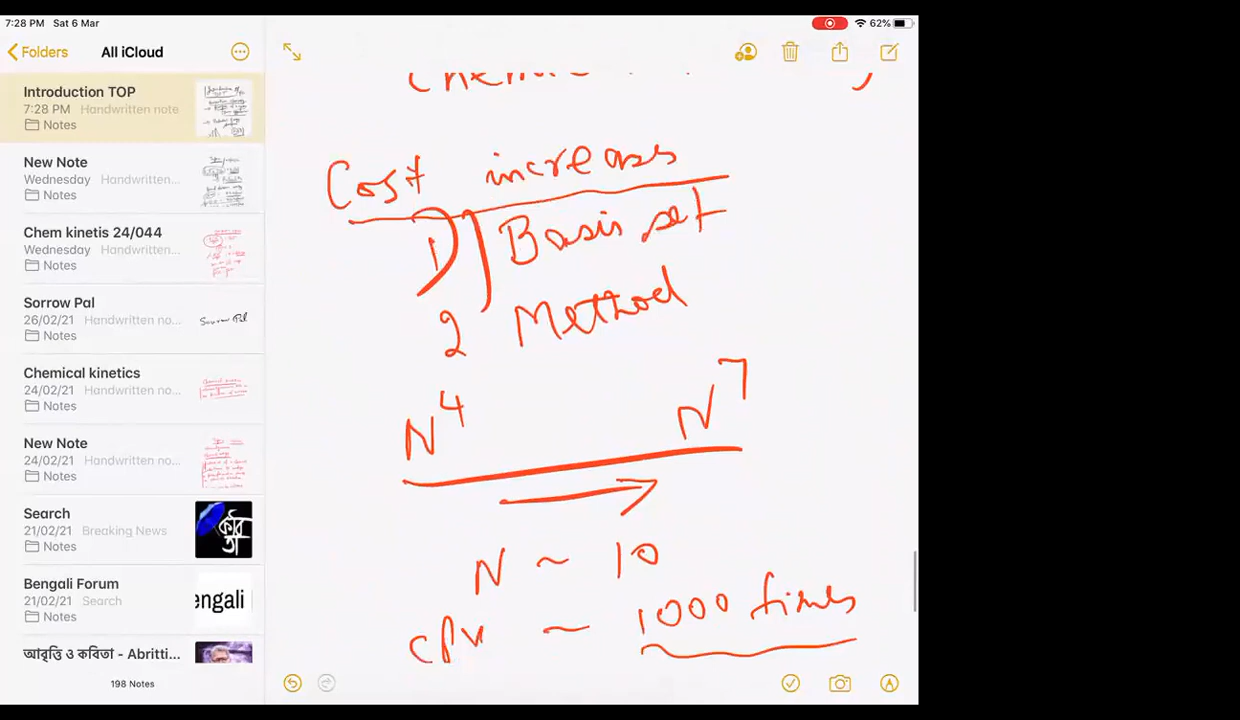 7:28 PM Sat 6 Mar
62%
Folders
All iCloud
Introduction TOP
7:28 PM Handwritten note
Notes
New Note
Wednesday Handwritten...
Notes
Chem kinetis 24/044
Wednesday Handwritten...
Notes
Sorrow Pal
26/02/21 Handwritten no...
Notes
Chemical kinetics
24/02/21 Handwritten no...
Notes
New Note
24/02/21 Handwritten no...
Notes
Search
21/02/21 Breaking News
Notes
Bengali Forum
21/02/21 Search
Notes
আবৃত্তি ও কবিতা - Abritti...
198 Notes
Cost increases
1) Basis set
2 Method
N⁴ N⁷
N ~ 10
cpu ~ 1000 times